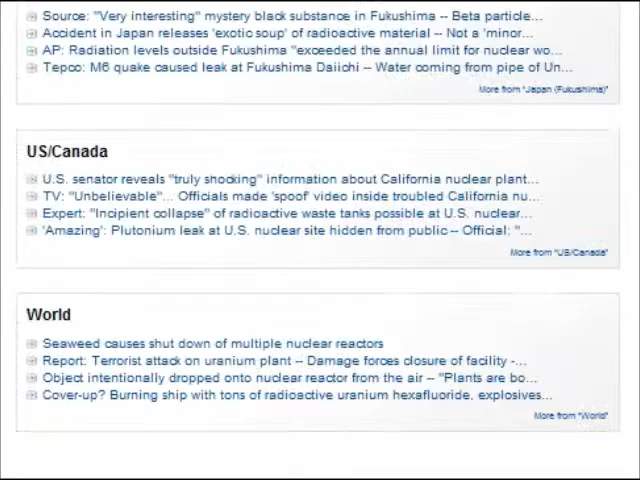 Source: "Very interesting" mystery black substance in Fukushima -- Beta particle...
Accident in Japan releases 'exotic soup' of radioactive material -- Not a 'minor...
AP: Radiation levels outside Fukushima "exceeded the annual limit for nuclear wo...
Tepco: M6 quake caused leak at Fukushima Daiichi -- Water coming from pipe of Un...
More from "Japan (Fukushima)"
US/Canada
U.S. senator reveals "truly shocking" information about California nuclear plant...
TV: "Unbelievable"... Officials made 'spoof' video inside troubled California nu...
Expert: "Incipient collapse" of radioactive waste tanks possible at U.S. nuclear...
'Amazing': Plutonium leak at U.S. nuclear site hidden from public -- Official: "...
More from "US/Canada"
World
Seaweed causes shut down of multiple nuclear reactors
Report: Terrorist attack on uranium plant -- Damage forces closure of facility -...
Object intentionally dropped onto nuclear reactor from the air -- "Plants are bo...
Cover-up? Burning ship with tons of radioactive uranium hexafluoride, explosives...
More from "World"